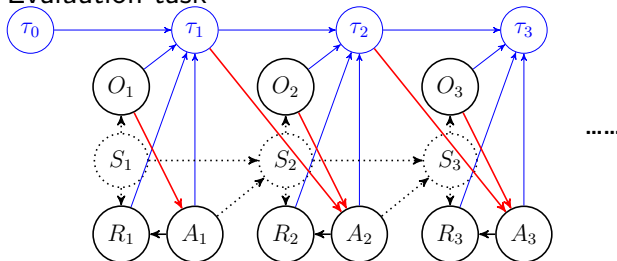 Evaluation task
τ0 τ1 τ2 τ3
O1 O2 O3
S1 S2 S3 ......
R1 A1 R2 A2 R3 A3